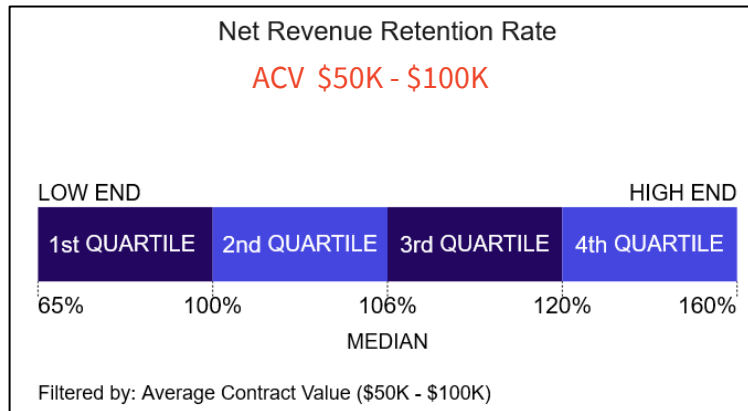 Net Revenue Retention Rate
ACV $50K - $100K
LOW END HIGH END
1st QUARTILE 2nd QUARTILE 3rd QUARTILE 4th QUARTILE
65% 100% 106% 120% 160%
MEDIAN
Filtered by: Average Contract Value ($50K - $100K)